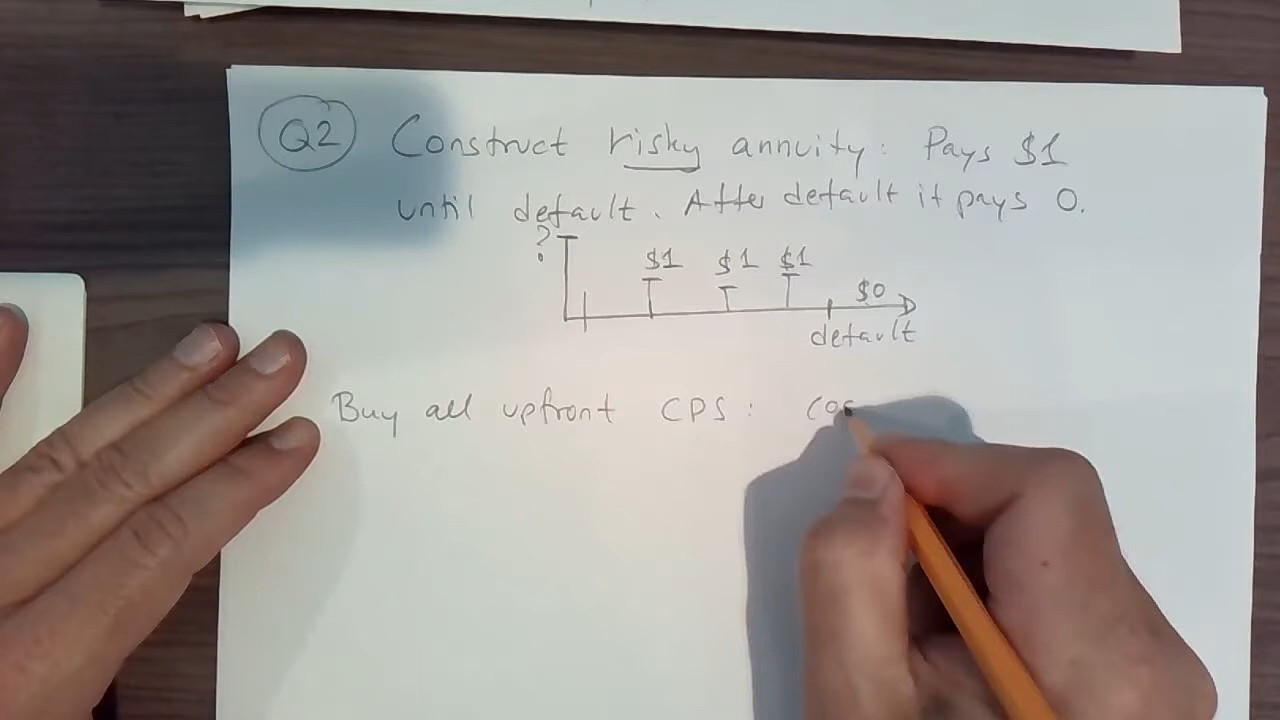 Q2 Construct risky annuity: Pays $1
until default. After default it pays 0.
?
$1 $1 $1 $0
default
Buy all upfront CPS: cos